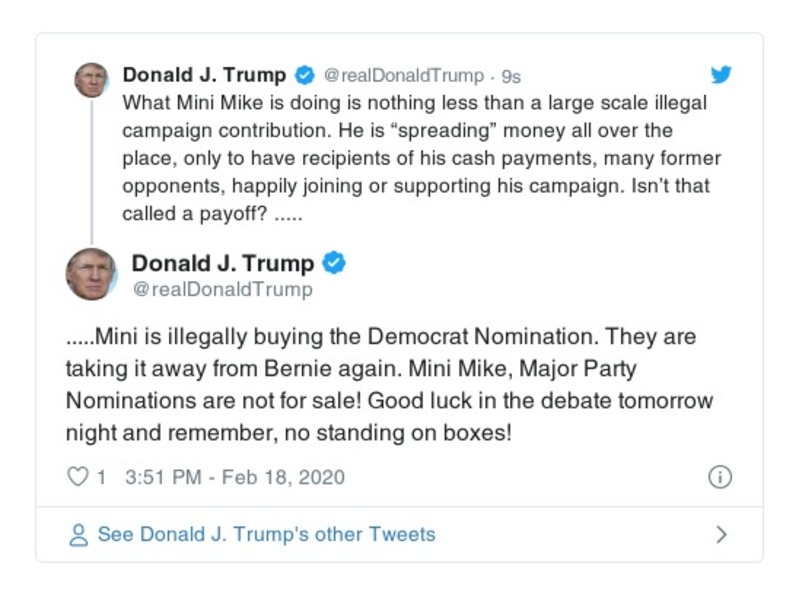 Donald J. Trump @realDonaldTrump · 9s
What Mini Mike is doing is nothing less than a large scale illegal
campaign contribution. He is “spreading” money all over the
place, only to have recipients of his cash payments, many former
opponents, happily joining or supporting his campaign. Isn’t that
called a payoff? .....
Donald J. Trump
@realDonaldTrump
.....Mini is illegally buying the Democrat Nomination. They are
taking it away from Bernie again. Mini Mike, Major Party
Nominations are not for sale! Good luck in the debate tomorrow
night and remember, no standing on boxes!
1 3:51 PM - Feb 18, 2020
See Donald J. Trump's other Tweets